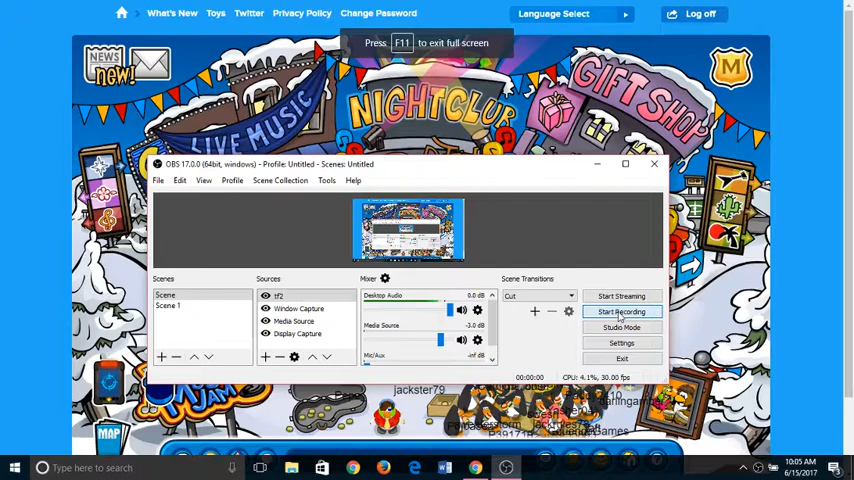 What's New Toys Twitter Privacy Policy Change Password
Language Select
Log off
Press F11 to exit full screen
NEWS
new!
M
LIVE MUSIC
NIGHTCLUB
GIFT SHOP
OBS 17.0.0 (64bit, windows) - Profile: Untitled - Scenes: Untitled
File Edit View Profile Scene Collection Tools Help
Scenes
Sources
Mixer
Scene Transitions
Scene
Scene 1
tf2
Window Capture
Media Source
Display Capture
Desktop Audio 0.0 dB
Media Source -3.0 dB
Mic/Aux -inf dB
Cut
Start Streaming
Start Recording
Studio Mode
Settings
Exit
00:00:00 CPU: 4.1%, 30.00 fps
jackster79
MAP
Type here to search
10:05 AM
6/15/2017